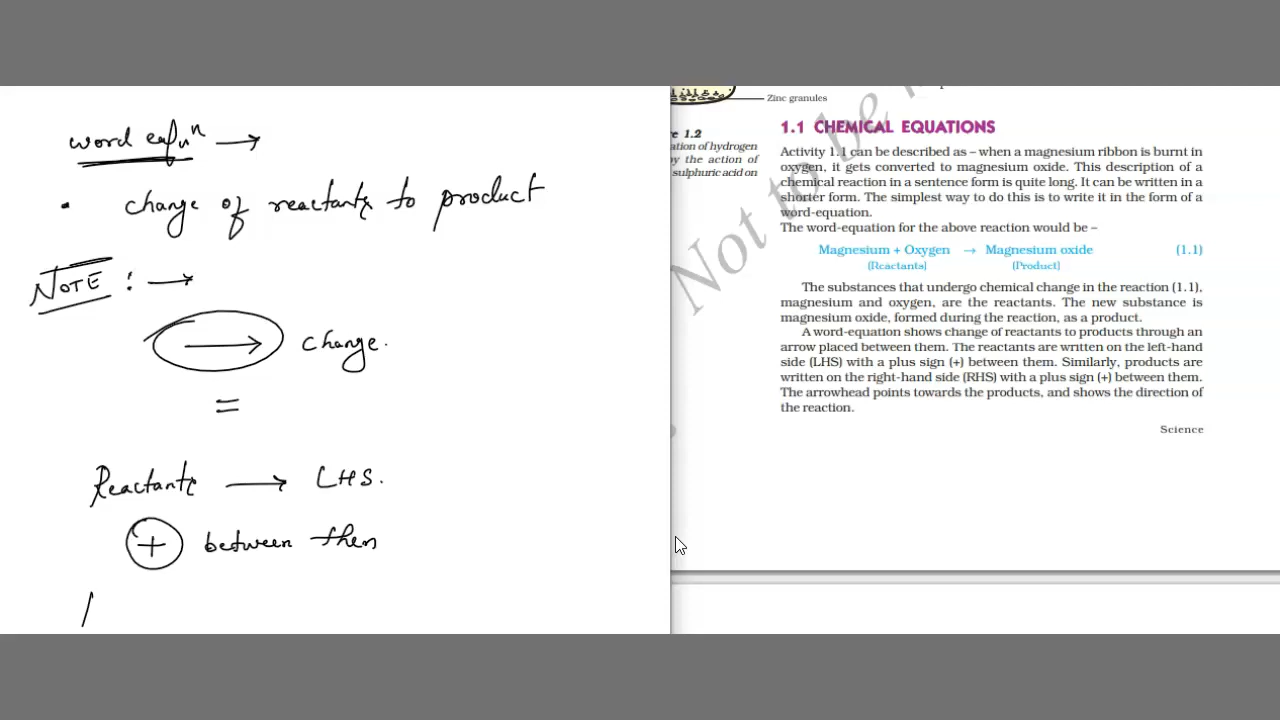 word eqn →
• change of reactants to product
NOTE : →
→ change.
=
Reactants → LHS.
+ between them
Zinc granules
re 1.2
ation of hydrogen
by the action of
sulphuric acid on
Not to be
1.1 CHEMICAL EQUATIONS
Activity 1.1 can be described as – when a magnesium ribbon is burnt in
oxygen, it gets converted to magnesium oxide. This description of a
chemical reaction in a sentence form is quite long. It can be written in a
shorter form. The simplest way to do this is to write it in the form of a
word-equation.
The word-equation for the above reaction would be –
Magnesium + Oxygen → Magnesium oxide (1.1)
(Reactants) (Product)
The substances that undergo chemical change in the reaction (1.1),
magnesium and oxygen, are the reactants. The new substance is
magnesium oxide, formed during the reaction, as a product.
A word-equation shows change of reactants to products through an
arrow placed between them. The reactants are written on the left-hand
side (LHS) with a plus sign (+) between them. Similarly, products are
written on the right-hand side (RHS) with a plus sign (+) between them.
The arrowhead points towards the products, and shows the direction of
the reaction.
Science